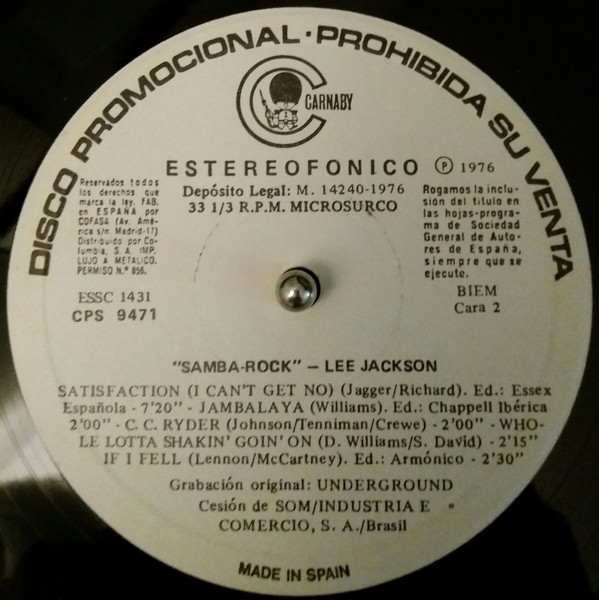 DISCO PROMOCIONAL · PROHIBIDA SU VENTA
CARNABY
ESTEREOFONICO Ⓟ 1976
Depósito Legal: M. 14240-1976
33 1/3 R.P.M. MICROSURCO
Reservados todos
los derechos que
marca la ley. FAB.
en ESPAÑA por
COFASA (Av. Amé-
rica s/n. Madrid-17)
Distribuido por Co-
lumbia, S. A. IMP.
LUJO A METALICO.
PERMISO N.º 856.
ESSC 1431
CPS 9471
Rogamos la inclu-
sión del título en
las hojas-progra-
ma de Sociedad
General de Auto-
res de España,
siempre que se
ejecute.
BIEM
Cara 2
"SAMBA-ROCK" – LEE JACKSON
SATISFACTION (I CAN'T GET NO) (Jagger/Richard). Ed.: Essex
Española - 7'20" - JAMBALAYA (Williams). Ed.: Chappell Ibérica
2'00" - C. C. RYDER (Johnson/Tenniman/Crewe) - 2'00" - WHO-
LE LOTTA SHAKIN' GOIN' ON (D. Williams/S. David) - 2'15"
IF I FELL (Lennon/McCartney). Ed.: Armónico - 2'30"
Grabación original: UNDERGROUND
Cesión de SOM/INDUSTRIA E
COMERCIO, S. A./Brasil
MADE IN SPAIN